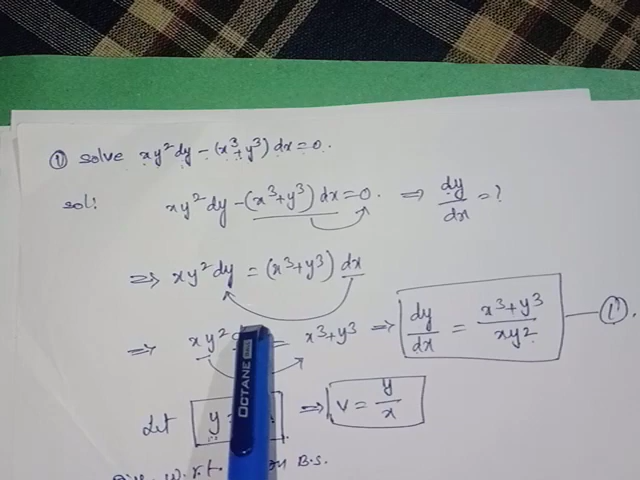 ① solve xy²dy - (x³+y³) dx = 0.
sol: xy²dy - (x³+y³) dx = 0. ⇒ dy/dx = ?
⇒ xy²dy = (x³+y³) dx
⇒ xy² = x³+y³ ⇒ dy/dx = (x³+y³)/xy² — ①.
Let y = ⇒ v = y/x
w.r.t. B.s.
OCTANE